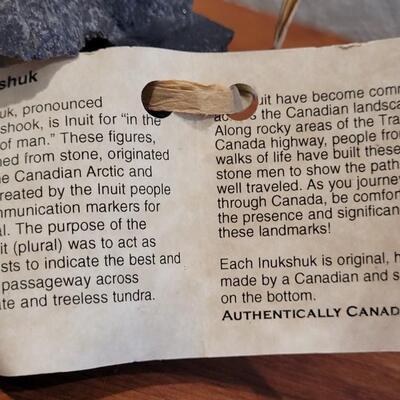 shuk
uk, pronounced
shook, is Inuit for “in the
of man.” These figures,
ned from stone, originated
e Canadian Arctic and
reated by the Inuit people
mmunication markers for
al. The purpose of the
it (plural) was to act as
sts to indicate the best and
passageway across
ate and treeless tundra.
uit have become com
the Canadian landsca
Along rocky areas of the Tra
Canada highway, people from
walks of life have built these
stone men to show the path
well traveled. As you journey
through Canada, be comfor
the presence and significan
these landmarks!
Each Inukshuk is original, h
made by a Canadian and s
on the bottom.
AUTHENTICALLY CANAD